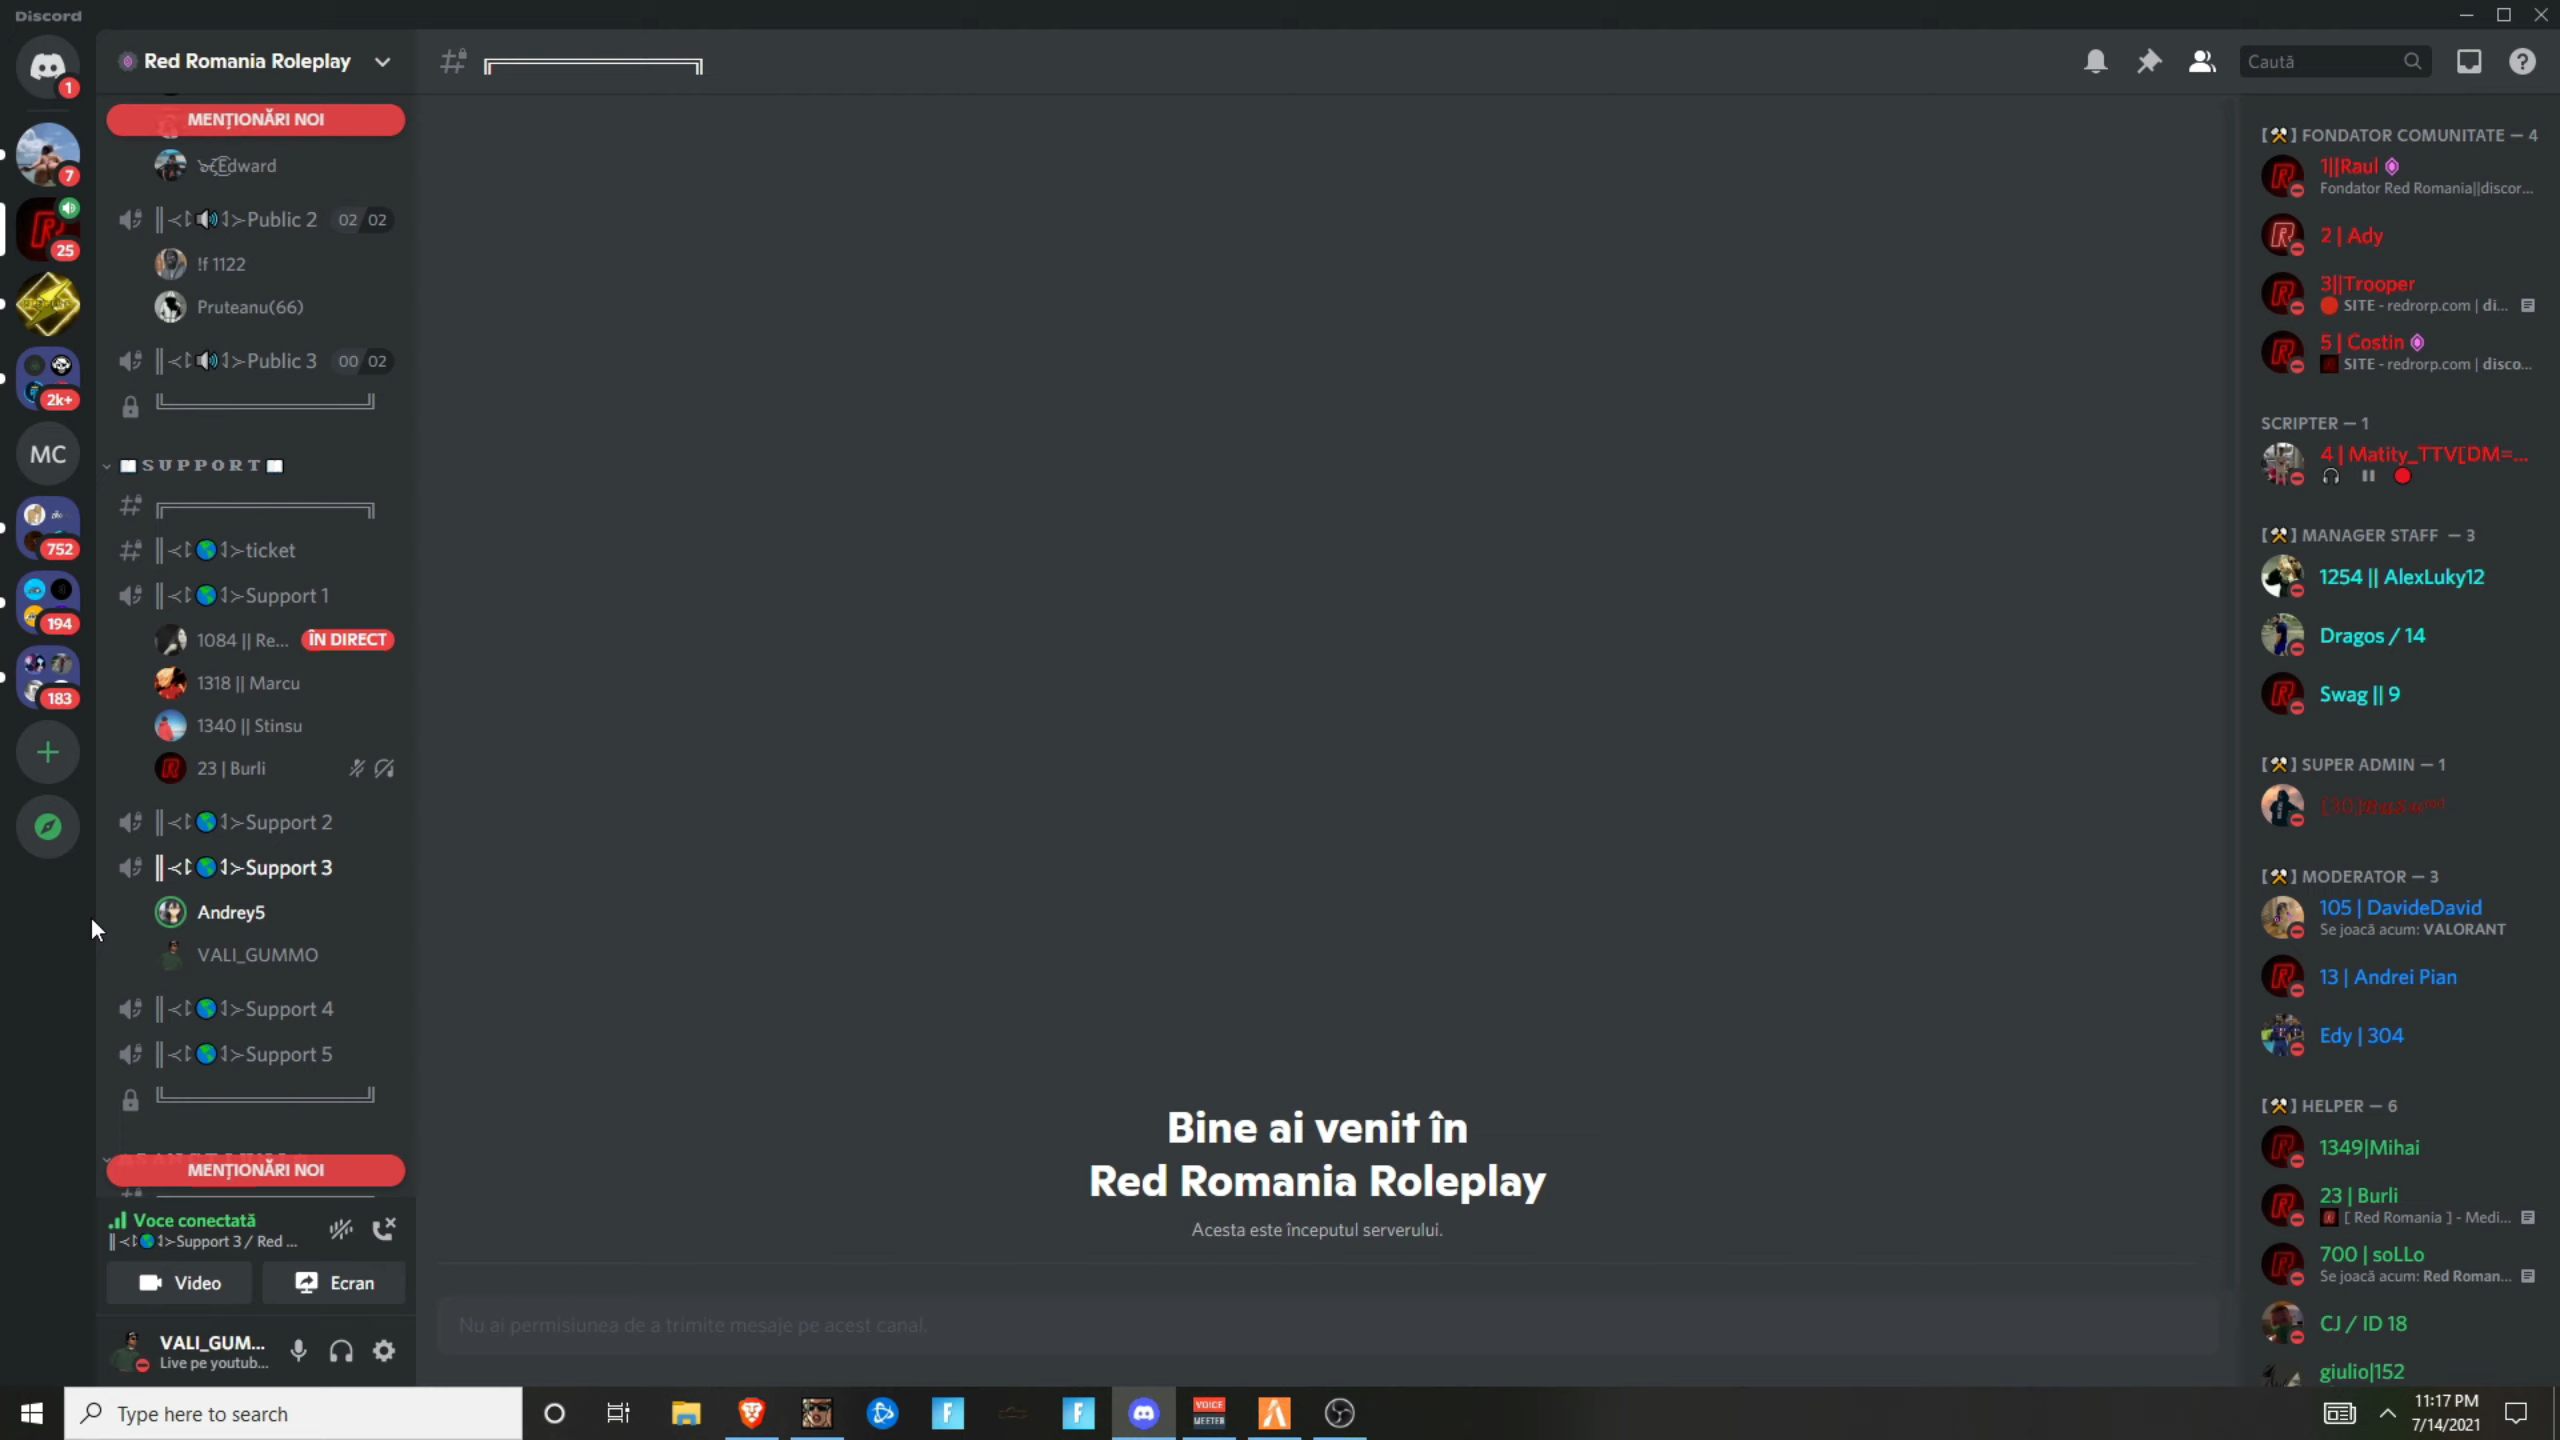 Discord
1
7
25
2k+
MC
752
194
183
Red Romania Roleplay
MENȚIONĂRI NOI
Edward
Public 2 02 02
!f 1122
Pruteanu(66)
Public 3 00 02
SUPPORT
ticket
Support 1
1084 || Re... ÎN DIRECT
1318 || Marcu
1340 || Stinsu
23 | Burli
Support 2
Support 3
Andrey5
VALI_GUMMO
Support 4
Support 5
MENȚIONĂRI NOI
Voce conectată
Support 3 / Red ...
Video
Ecran
VALI_GUM...
Live pe youtub...
Bine ai venit în
Red Romania Roleplay
Acesta este începutul serverului.
Nu ai permisiunea de a trimite mesaje pe acest canal.
Caută
FONDATOR COMUNITATE — 4
1||Raul
Fondator Red Romania||discor...
2 | Ady
3||Trooper
SITE - redrorp.com | di...
5 | Costin
SITE - redrorp.com | disco...
SCRIPTER — 1
4 | Matity_TTV[DM=...
MANAGER STAFF — 3
1254 || AlexLuky12
Dragos / 14
Swag || 9
SUPER ADMIN — 1
MODERATOR — 3
105 | DavideDavid
Se joacă acum: VALORANT
13 | Andrei Pian
Edy | 304
HELPER — 6
1349|Mihai
23 | Burli
[ Red Romania ] - Medi...
700 | soLLo
Se joacă acum: Red Roman...
CJ / ID 18
giulio|152
Type here to search
VOICE
MEETER
11:17 PM
7/14/2021